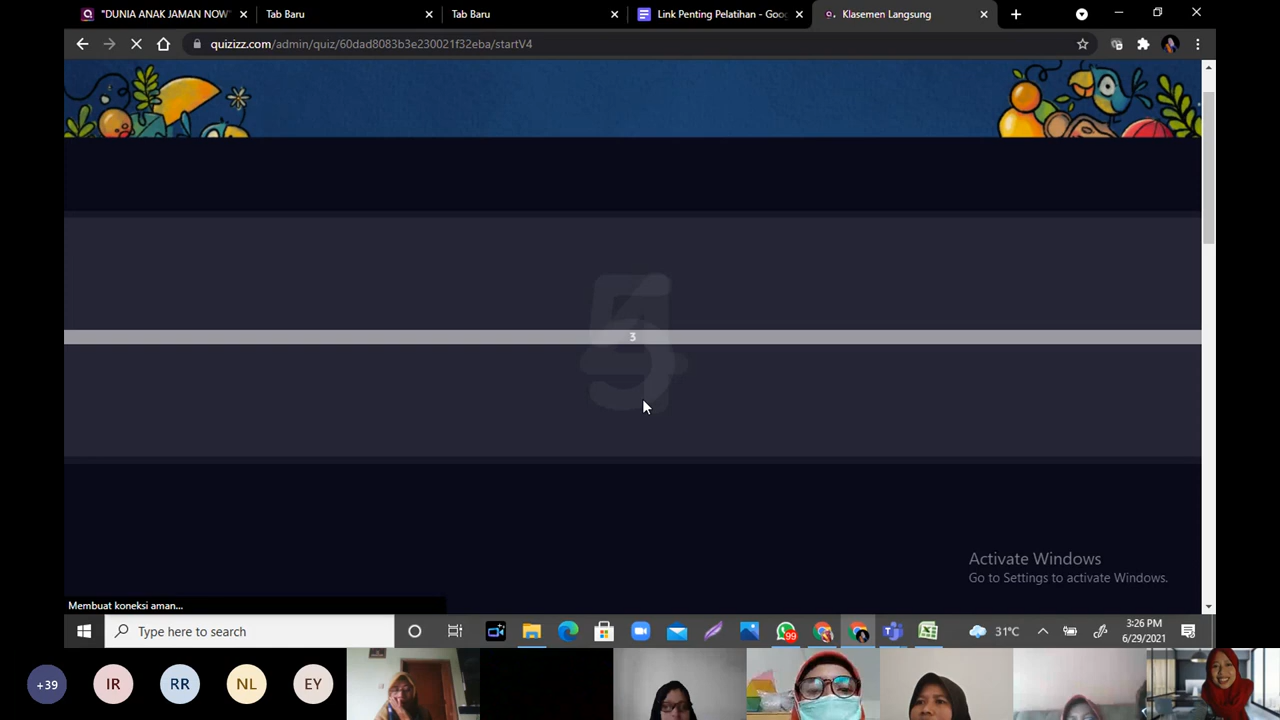 "DUNIA ANAK JAMAN NOW"
Tab Baru
Tab Baru
Link Penting Pelatihan - Goo
Klasemen Langsung
quizizz.com/admin/quiz/60dad8083b3e230021f32eba/startV4
3
Activate Windows
Go to Settings to activate Windows.
Membuat koneksi aman...
Type here to search
99
31°C
3:26 PM
6/29/2021
+39
IR
RR
NL
EY